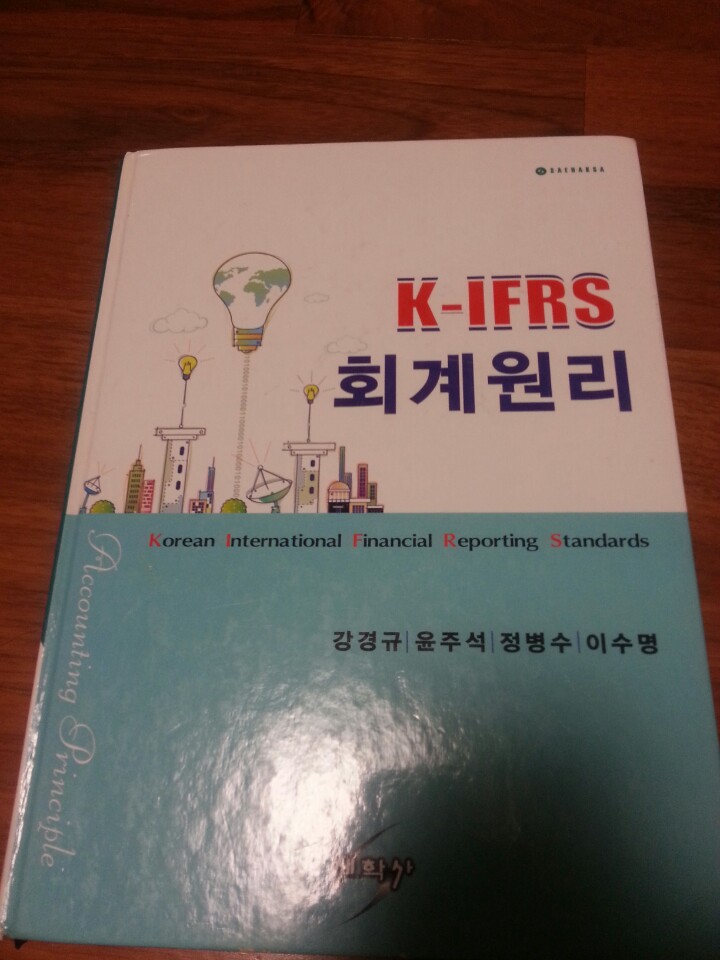 K-IFRS
회계원리
Korean International Financial Reporting Standards
강경규|윤주석|정병수|이수명
Accounting Principle